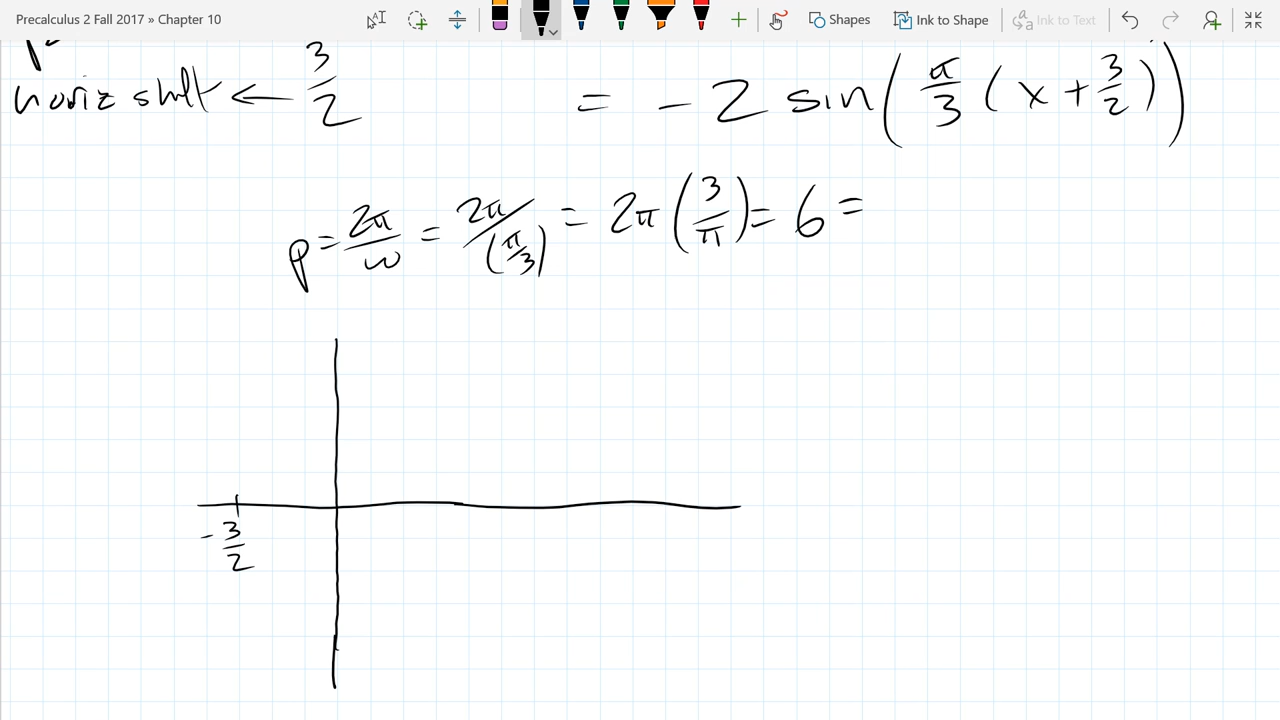 Precalculus 2 Fall 2017 » Chapter 10 Shapes Ink to Shape Ink to Text
horiz shift ← 3/2 = -2 sin(π/3 (x + 3/2))
p = 2π/ω = 2π/(π/3) = 2π(3/π) = 6 =
-3/2